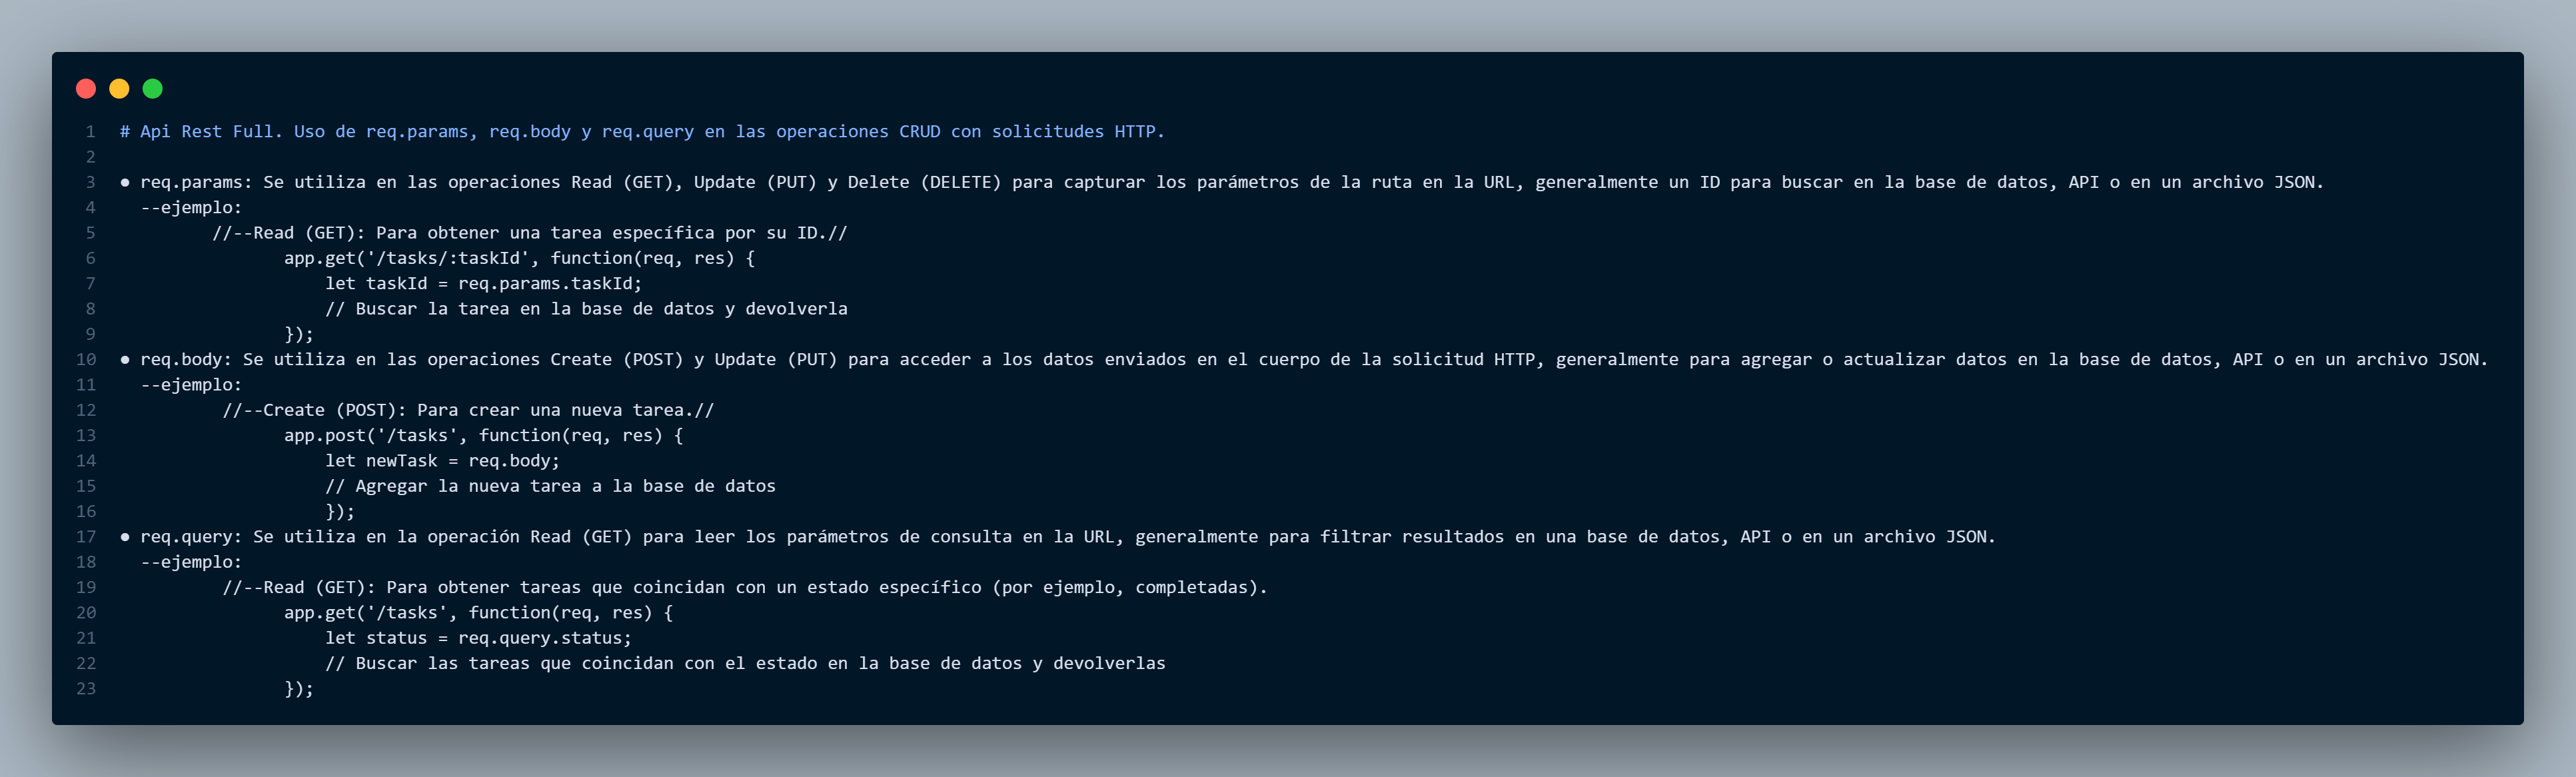 1 # Api Rest Full. Uso de req.params, req.body y req.query en las operaciones CRUD con solicitudes HTTP.
2
3 ● req.params: Se utiliza en las operaciones Read (GET), Update (PUT) y Delete (DELETE) para capturar los parámetros de la ruta en la URL, generalmente un ID para buscar en la base de datos, API o en un archivo JSON.
4   --ejemplo:
5          //--Read (GET): Para obtener una tarea específica por su ID.//
6                 app.get('/tasks/:taskId', function(req, res) {
7                     let taskId = req.params.taskId;
8                     // Buscar la tarea en la base de datos y devolverla
9                 });
10 ● req.body: Se utiliza en las operaciones Create (POST) y Update (PUT) para acceder a los datos enviados en el cuerpo de la solicitud HTTP, generalmente para agregar o actualizar datos en la base de datos, API o en un archivo JSON.
11   --ejemplo:
12           //--Create (POST): Para crear una nueva tarea.//
13                 app.post('/tasks', function(req, res) {
14                     let newTask = req.body;
15                     // Agregar la nueva tarea a la base de datos
16                     });
17 ● req.query: Se utiliza en la operación Read (GET) para leer los parámetros de consulta en la URL, generalmente para filtrar resultados en una base de datos, API o en un archivo JSON.
18   --ejemplo:
19           //--Read (GET): Para obtener tareas que coincidan con un estado específico (por ejemplo, completadas).
20                 app.get('/tasks', function(req, res) {
21                     let status = req.query.status;
22                     // Buscar las tareas que coincidan con el estado en la base de datos y devolverlas
23                 });